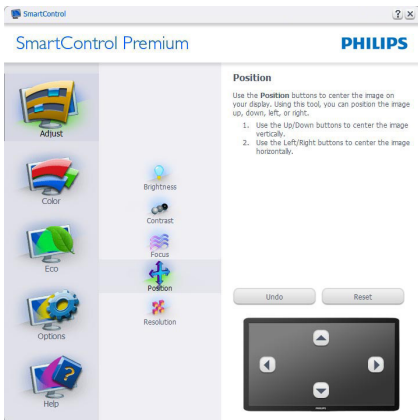 SmartControl
SmartControl Premium
PHILIPS
Adjust
Color
Eco
Options
Help
Brightness
Contrast
Focus
Position
Resolution
Position
Use the Position buttons to center the image on
your display. Using this tool, you can position the image
up, down, left, or right.
1. Use the Up/Down buttons to center the image
vertically.
2. Use the Left/Right buttons to center the image
horizontally.
Undo
Reset
PHILIPS